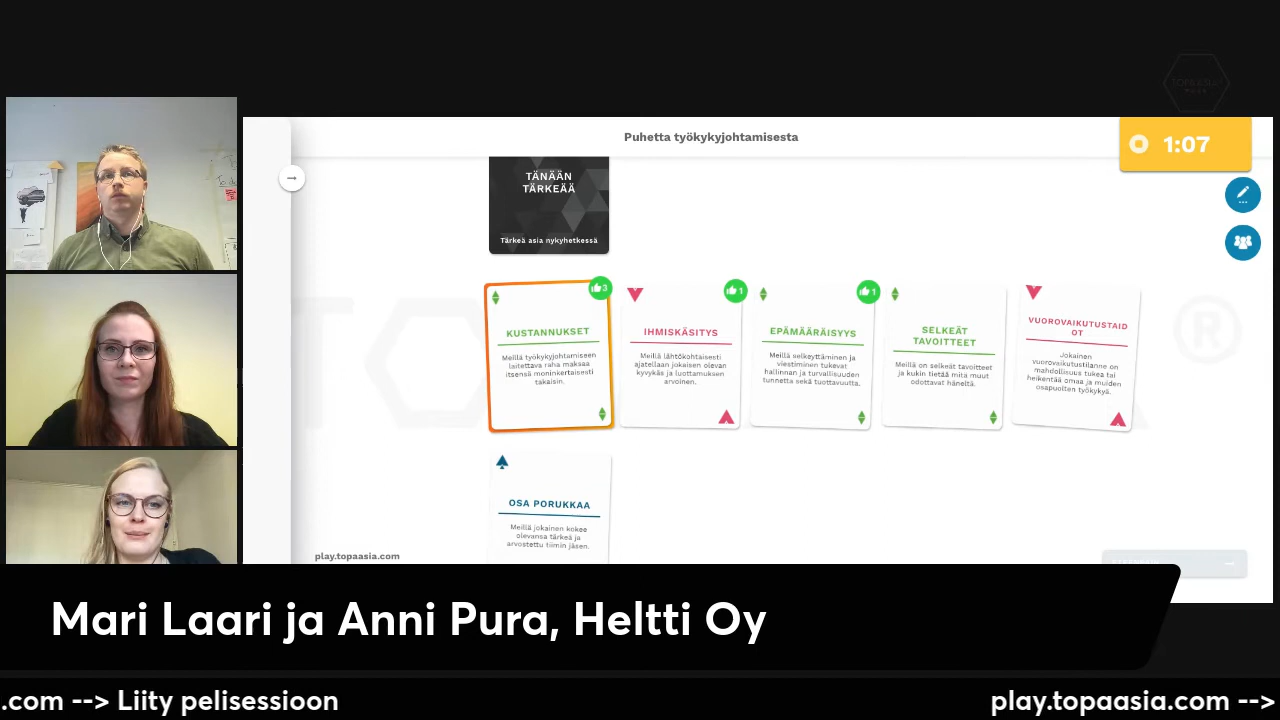 TOPAASIA
Puhetta työkykyjohtamisesta
1:07
TÄNÄÄN
TÄRKEÄÄ
Tärkeä asia nykyhetkessä
3
KUSTANNUKSET
Meillä työkykyjohtamiseen
laitettava raha maksaa
itsensä moninkertaisesti
takaisin.
1
IHMISKÄSITYS
Meillä lähtökohtaisesti
ajatellaan jokaisen olevan
kyvykäs ja luottamuksen
arvoinen.
1
EPÄMÄÄRÄISYYS
Meillä selkeyttäminen ja
viestiminen tukevat
hallinnan ja turvallisuuden
tunnetta sekä tuottavuutta.
SELKEÄT
TAVOITTEET
Meillä on selkeät tavoitteet
ja kukin tietää mitä muut
odottavat häneltä.
VUOROVAIKUTUSTAID
OT
Jokainen
vuorovaikutustilanne on
mahdollisuus tukea tai
heikentää omaa ja muiden
osapuolten työkykyä.
OSA PORUKKAA
Meillä jokainen kokee
olevansa tärkeä ja
arvostettu tiimin jäsen.
play.topaasia.com
Mari Laari ja Anni Pura, Heltti Oy
.com --> Liity pelisessioon
play.topaasia.com -->